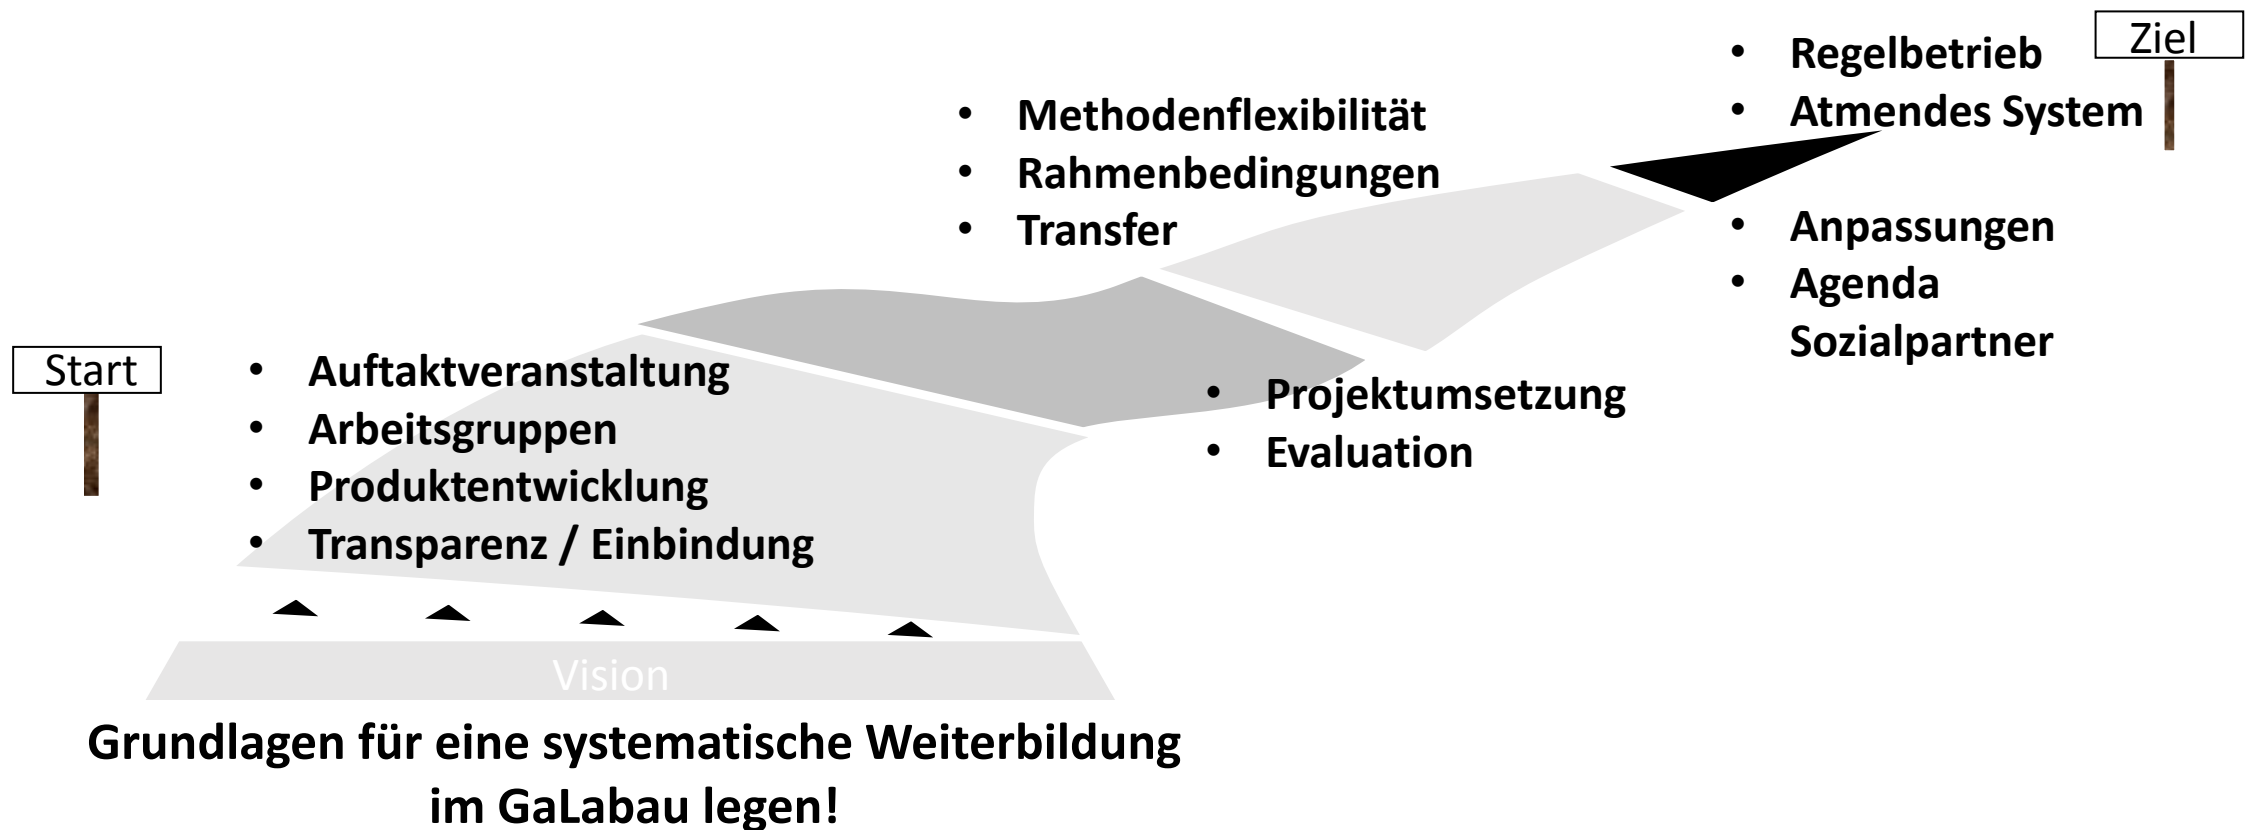 Start
• Auftaktveranstaltung
• Arbeitsgruppen
• Produktentwicklung
• Transparenz / Einbindung
Vision
Grundlagen für eine systematische Weiterbildung
im GaLabau legen!
• Methodenflexibilität
• Rahmenbedingungen
• Transfer
• Projektumsetzung
• Evaluation
• Regelbetrieb
• Atmendes System
• Anpassungen
• Agenda
Sozialpartner
Ziel